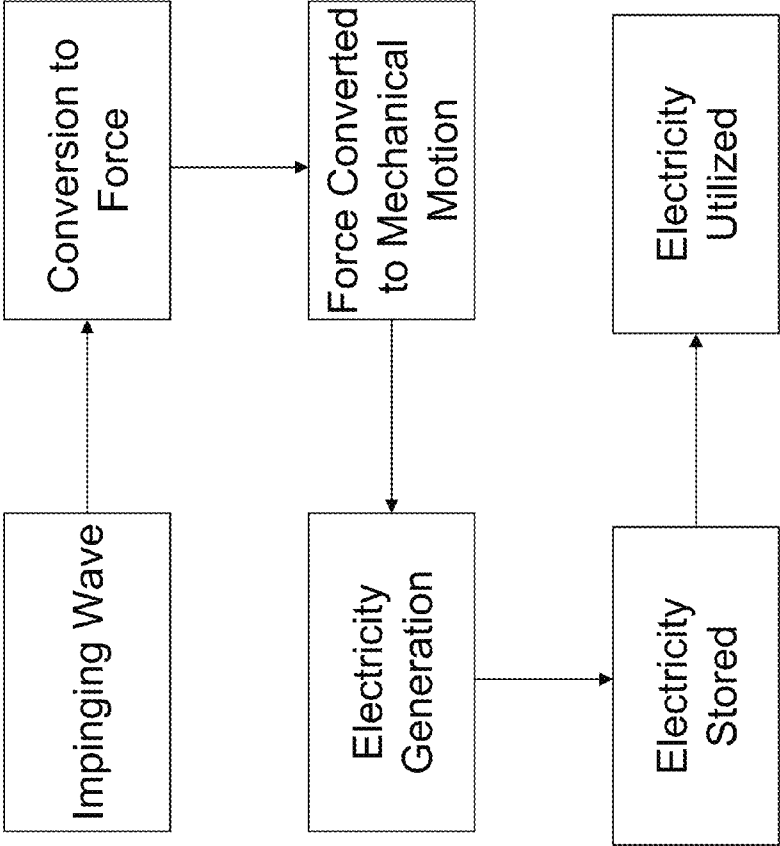 Impinging Wave
Conversion to
Force
Force Converted
to Mechanical
Motion
Electricity
Generation
Electricity
Stored
Electricity
Utilized